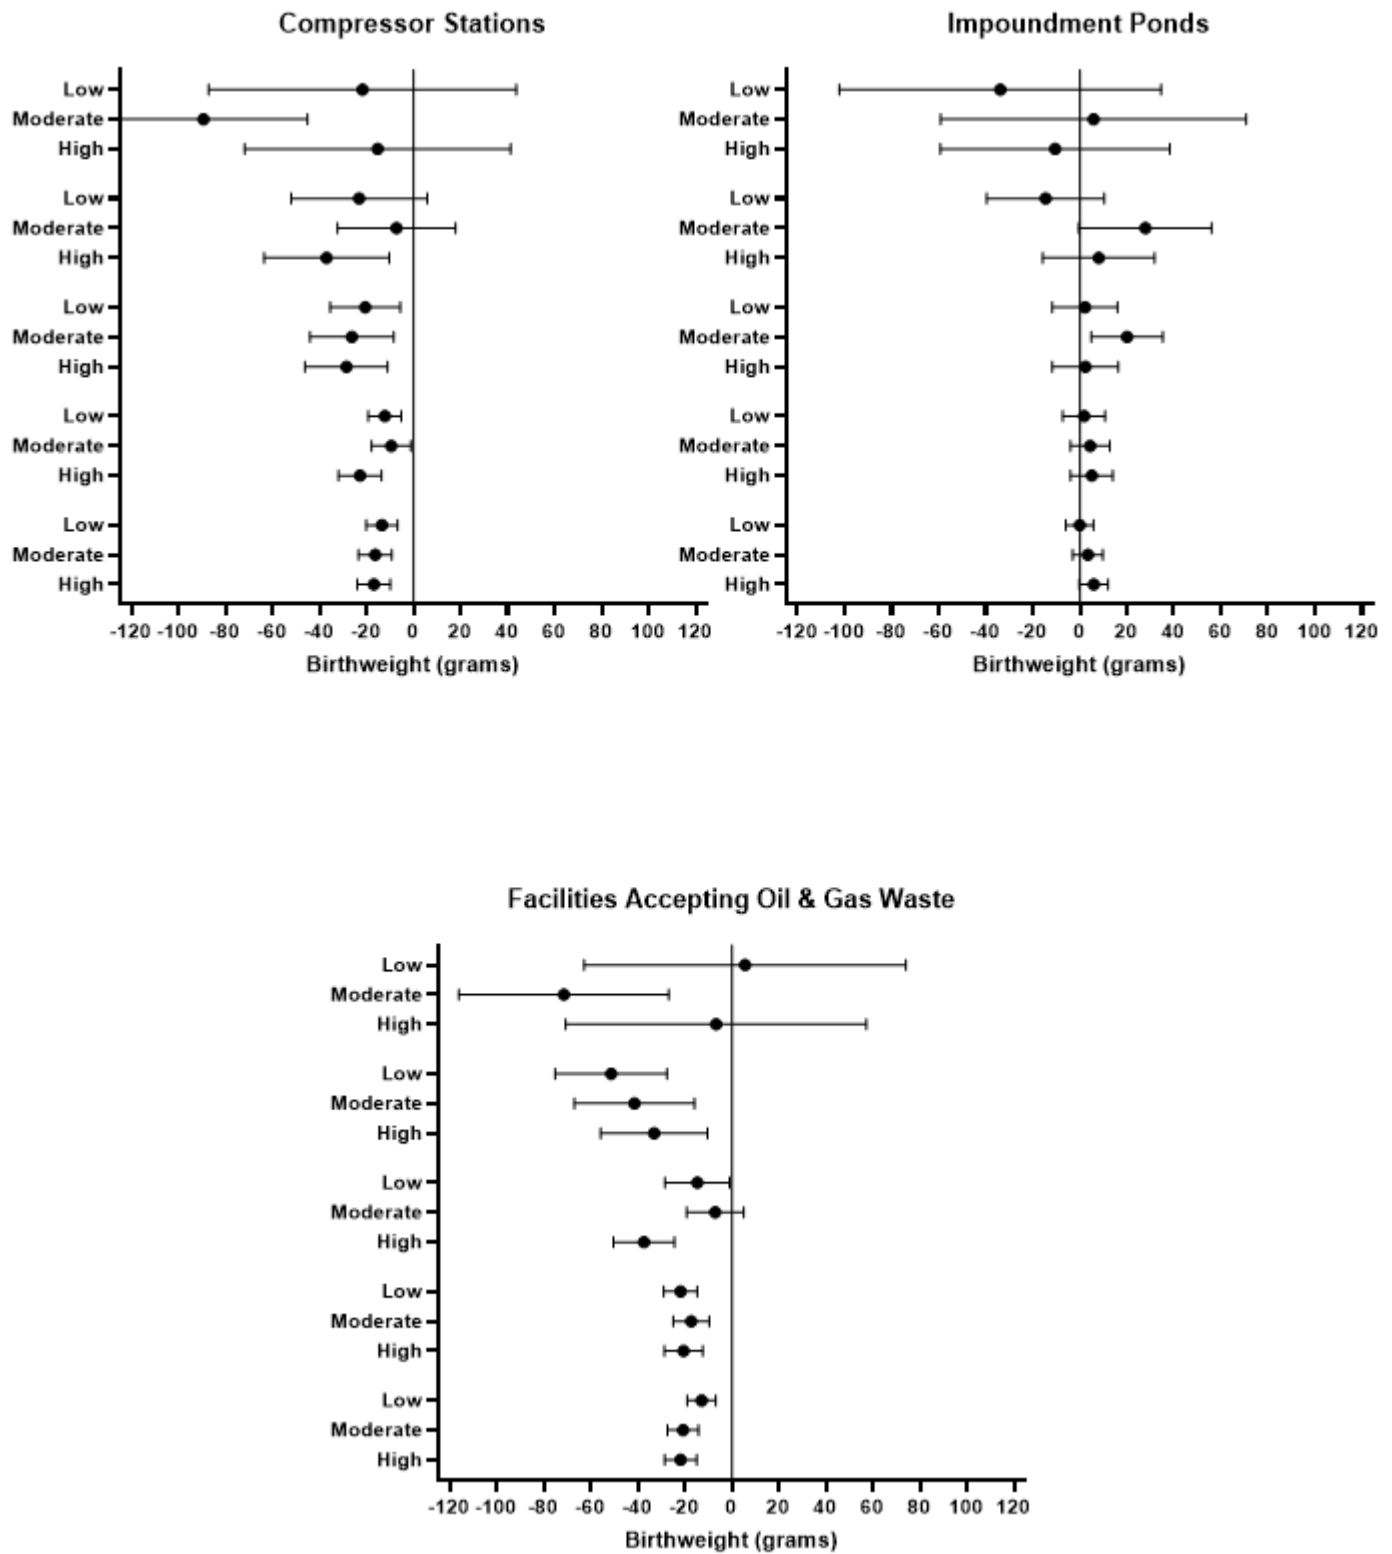 Compressor Stations
Low
Moderate
High
Low
Moderate
High
Low
Moderate
High
Low
Moderate
High
Low
Moderate
High
-120 -100 -80 -60 -40 -20 0 20 40 60 80 100 120
Birthweight (grams)
Impoundment Ponds
Low
Moderate
High
Low
Moderate
High
Low
Moderate
High
Low
Moderate
High
Low
Moderate
High
-120 -100 -80 -60 -40 -20 0 20 40 60 80 100 120
Birthweight (grams)
Facilities Accepting Oil & Gas Waste
Low
Moderate
High
Low
Moderate
High
Low
Moderate
High
Low
Moderate
High
Low
Moderate
High
-120 -100 -80 -60 -40 -20 0 20 40 60 80 100 120
Birthweight (grams)